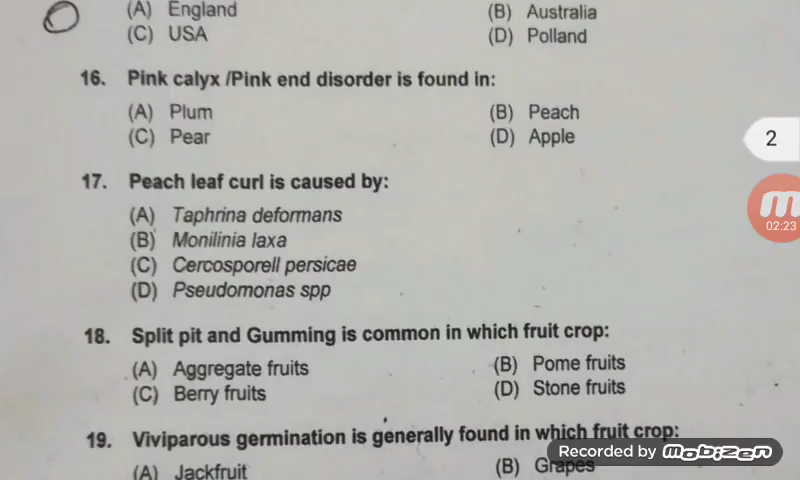 (A) England (B) Australia
(C) USA (D) Polland
16. Pink calyx /Pink end disorder is found in:
(A) Plum (B) Peach
(C) Pear (D) Apple
2
17. Peach leaf curl is caused by:
(A) Taphrina deformans
02:23
(B) Monilinia laxa
(C) Cercosporell persicae
(D) Pseudomonas spp
18. Split pit and Gumming is common in which fruit crop:
(A) Aggregate fruits (B) Pome fruits
(C) Berry fruits (D) Stone fruits
19. Viviparous germination is generally found in which fruit crop:
Recorded by mobizen
(A) Jackfruit (B) Grapes